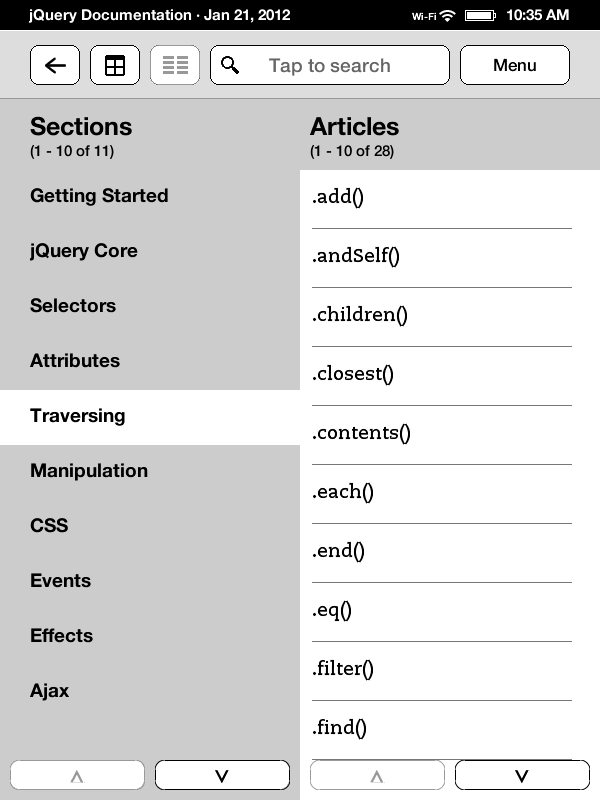 jQuery Documentation · Jan 21, 2012 Wi-Fi 10:35 AM
Tap to search Menu
Sections
(1 - 10 of 11)
Getting Started
jQuery Core
Selectors
Attributes
Traversing
Manipulation
CSS
Events
Effects
Ajax
Articles
(1 - 10 of 28)
.add()
.andSelf()
.children()
.closest()
.contents()
.each()
.end()
.eq()
.filter()
.find()